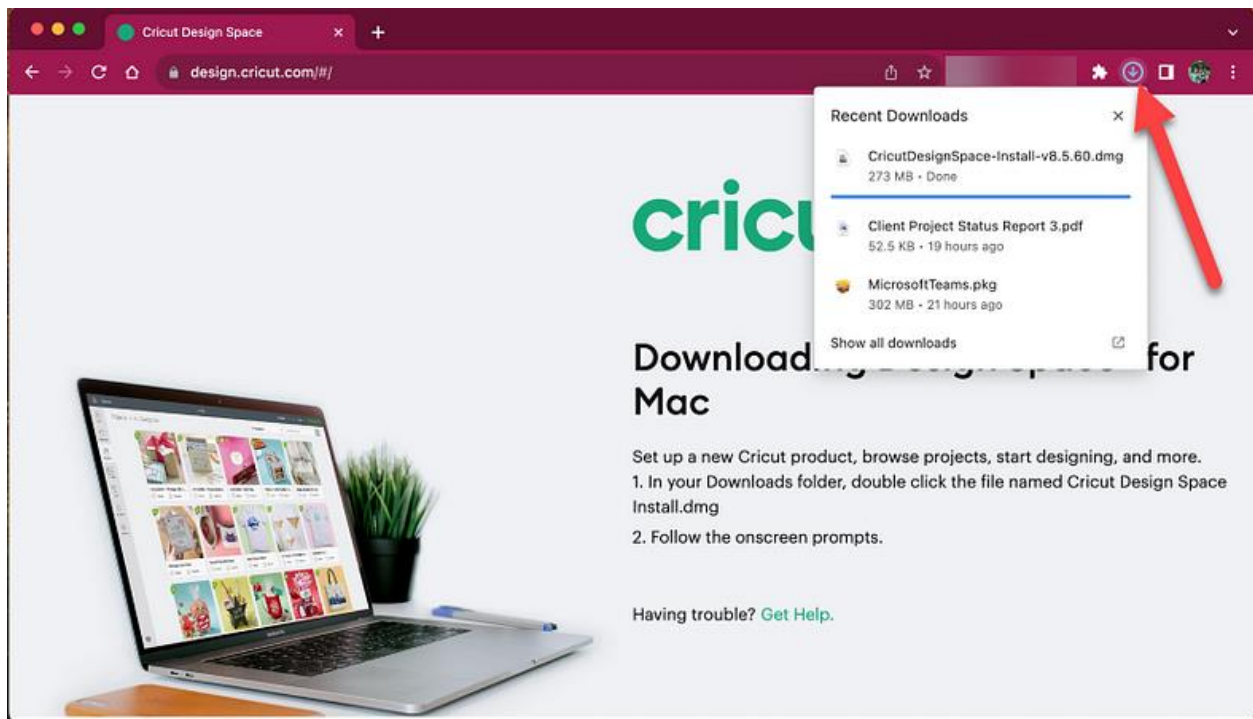 Cricut Design Space
design.cricut.com/#/
Recent Downloads
CricutDesignSpace-Install-v8.5.60.dmg
273 MB • Done
Client Project Status Report 3.pdf
52.5 KB • 19 hours ago
MicrosoftTeams.pkg
302 MB • 21 hours ago
Show all downloads
cric
Download for
Mac
Set up a new Cricut product, browse projects, start designing, and more.
1. In your Downloads folder, double click the file named Cricut Design Space
Install.dmg
2. Follow the onscreen prompts.
Having trouble? Get Help.